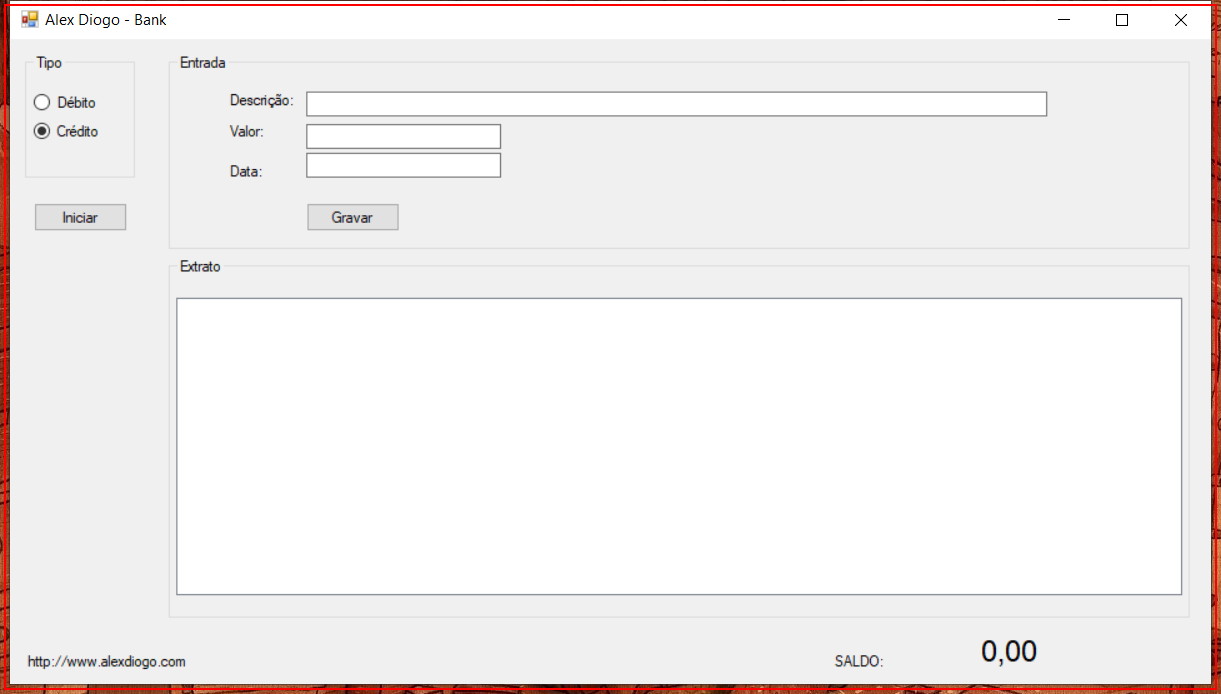 Alex Diogo - Bank
Tipo
Débito
Crédito
Iniciar
Entrada
Descrição:
Valor:
Data:
Gravar
Extrato
http://www.alexdiogo.com
SALDO: 0,00